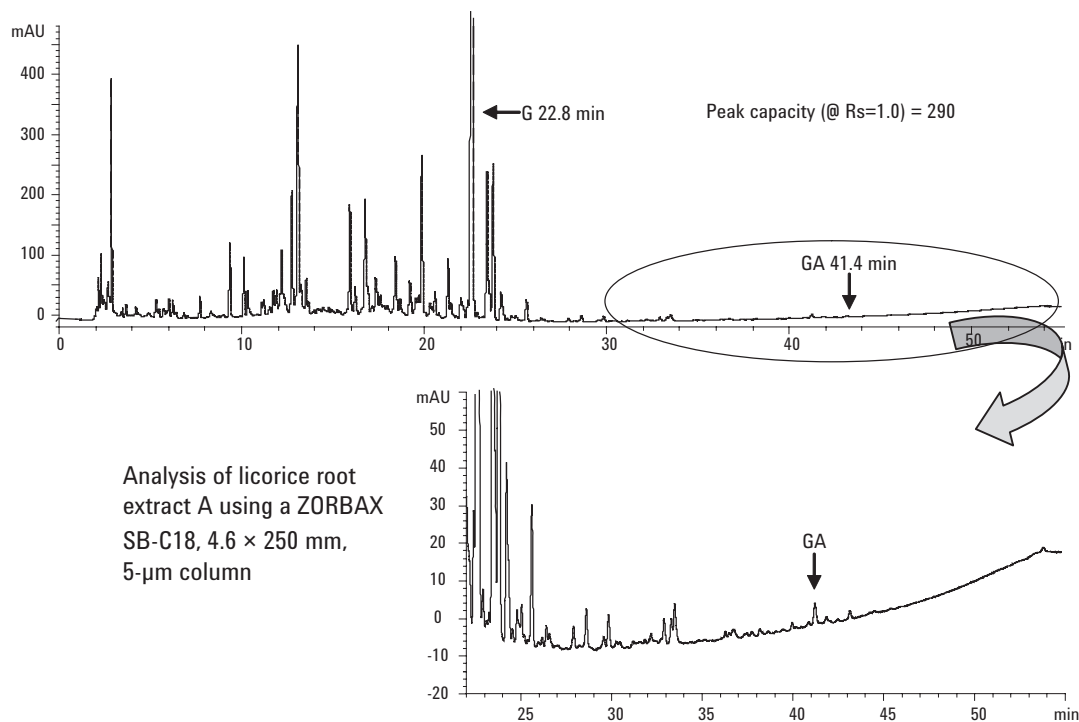 mAU
400
300
200
100
0
G 22.8 min
Peak capacity (@ Rs=1.0) = 290
GA 41.4 min
0 10 20 30 40 50 n
Analysis of licorice root
extract A using a ZORBAX
SB-C18, 4.6 × 250 mm,
5-µm column
mAU
50
40
30
20
10
0
-10
-20
GA
25 30 35 40 45 50 min